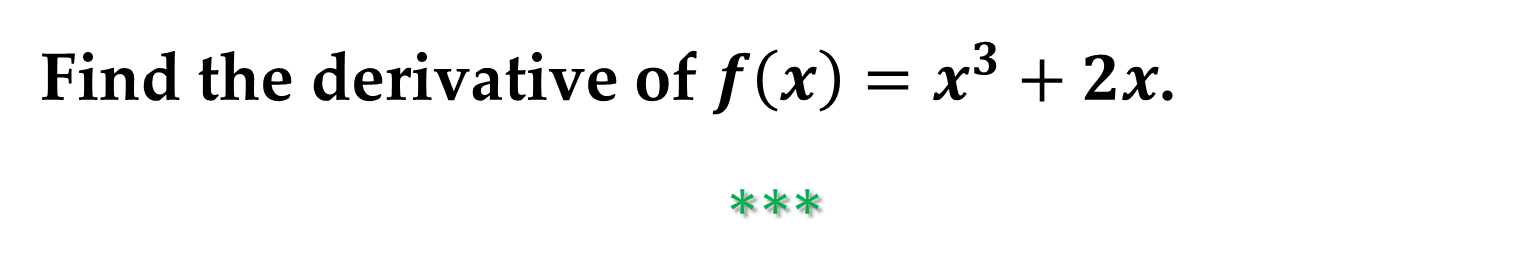 Find the derivative of f(x) = x³ + 2x.
***